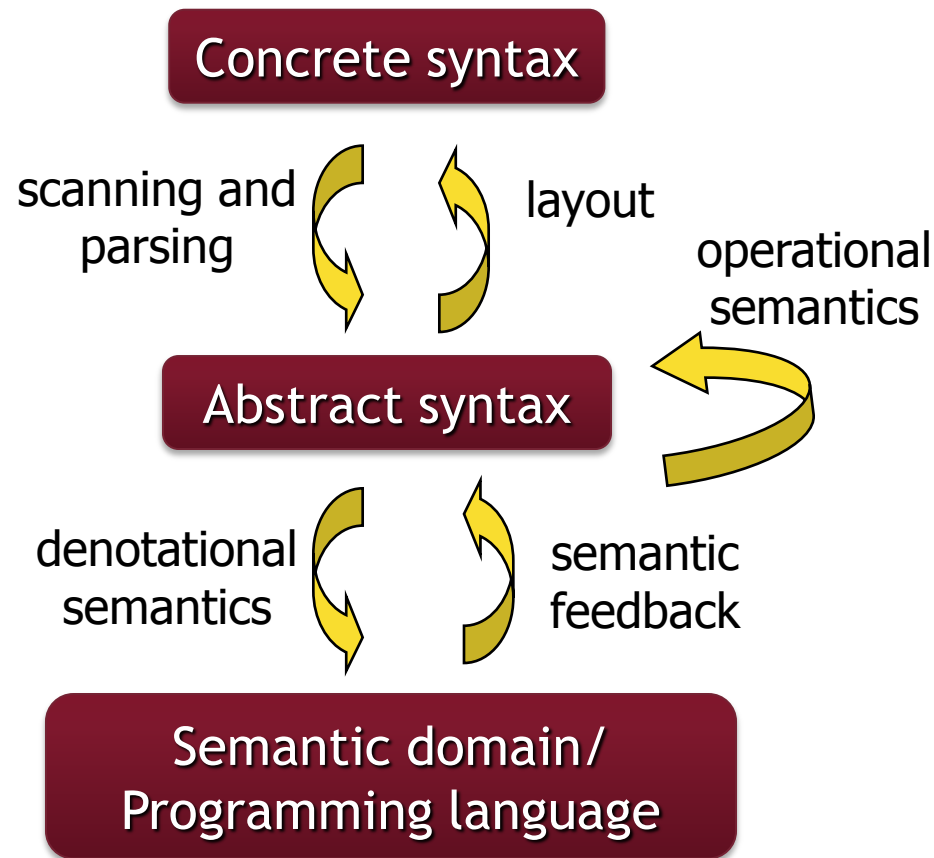 Concrete syntax
scanning and
parsing
layout
operational
semantics
Abstract syntax
denotational
semantics
semantic
feedback
Semantic domain/
Programming language